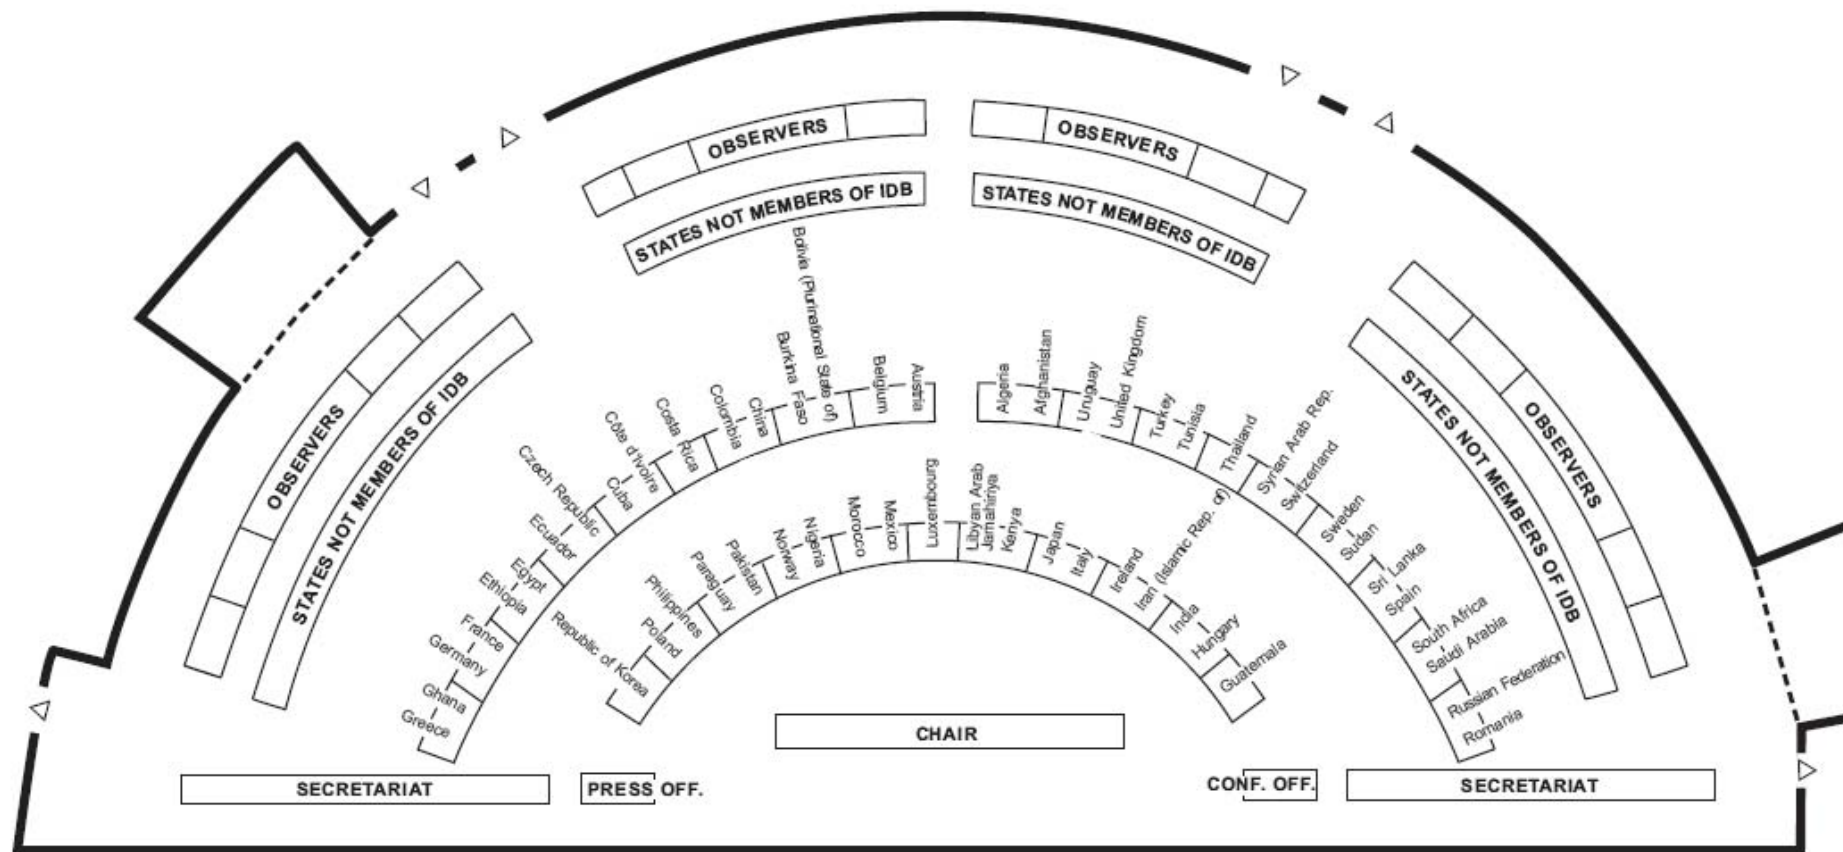 OBSERVERS
OBSERVERS
STATES NOT MEMBERS OF IDB
STATES NOT MEMBERS OF IDB
OBSERVERS
STATES NOT MEMBERS OF IDB
STATES NOT MEMBERS OF IDB
OBSERVERS
Greece
Ghana
Germany
France
Ethiopia
Egypt
Ecuador
Czech Republic
Cuba
Côte d'Ivoire
Costa Rica
Colombia
China
Burkina Faso
Bolivia (Plurinational State of)
Belgium
Austria
Algeria
Afghanistan
Uruguay
United Kingdom
Turkey
Tunisia
Thailand
Syrian Arab Rep.
Switzerland
Sweden
Sudan
Sri Lanka
Spain
South Africa
Saudi Arabia
Russian Federation
Romania
Republic of Korea
Poland
Philippines
Paraguay
Pakistan
Norway
Nigeria
Morocco
Mexico
Luxembourg
Libyan Arab
Jamahiriya
Kenya
Japan
Italy
Ireland
Iran (Islamic Rep. of)
India
Hungary
Guatemala
CHAIR
SECRETARIAT
PRESS OFF.
CONF. OFF.
SECRETARIAT